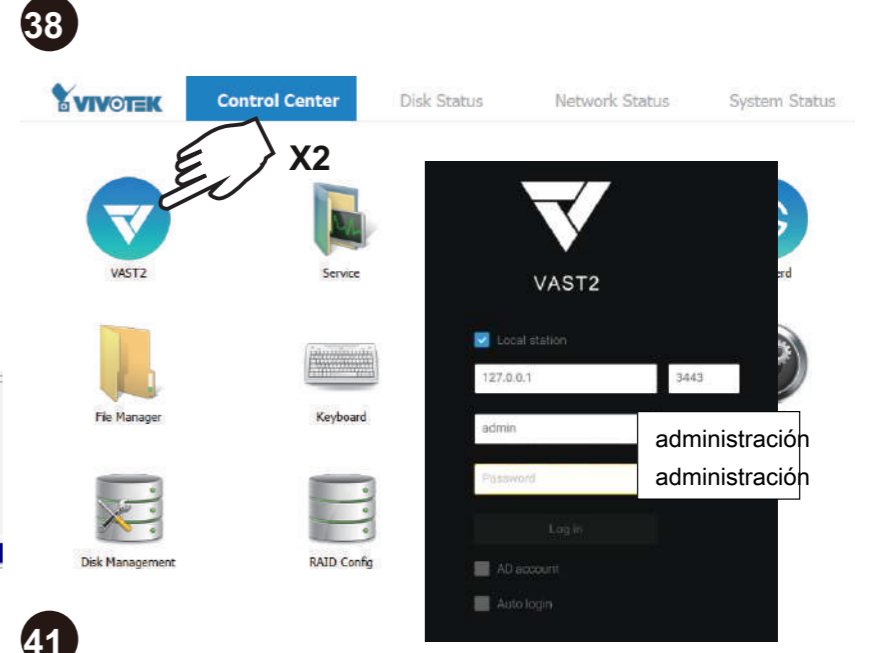 38
VIVOTEK Control Center Disk Status Network Status System Status
X2
VAST2
Service
VAST2
Local station
127.0.0.1 3443
File Manager
Keyboard
admin
administración
Password
administración
Log in
Disk Management
RAID Config
AD account
Auto login
41